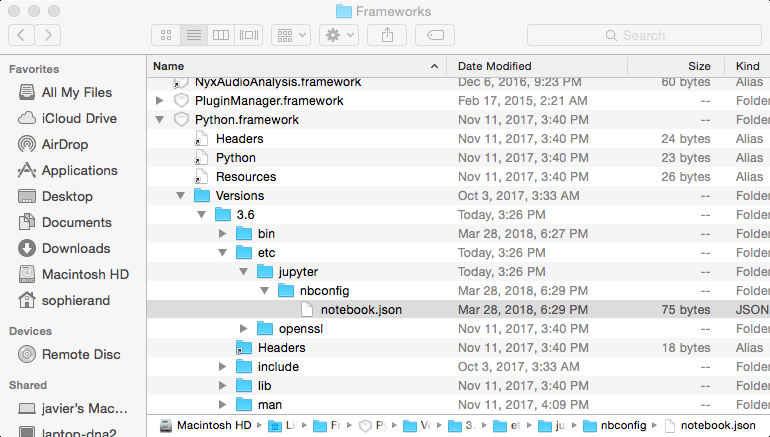 Frameworks
Search
Favorites
All My Files
iCloud Drive
AirDrop
Applications
Desktop
Documents
Downloads
Macintosh HD
sophierand
Devices
Remote Disc
Shared
javier's Mac...
laptop-dna2
Name Date Modified Size Kind
NyxAudioAnalysis.framework Dec 6, 2016, 9:23 PM 60 bytes Alias
PluginManager.framework Feb 17, 2015, 2:21 AM -- Folder
Python.framework Nov 11, 2017, 3:40 PM -- Folder
Headers Nov 11, 2017, 3:40 PM 24 bytes Alias
Python Nov 11, 2017, 3:40 PM 23 bytes Alias
Resources Nov 11, 2017, 3:40 PM 26 bytes Alias
Versions Oct 3, 2017, 3:33 AM -- Folder
3.6 Today, 3:26 PM -- Folder
bin Mar 28, 2018, 6:27 PM -- Folder
etc Today, 3:26 PM -- Folder
jupyter Today, 3:26 PM -- Folder
nbconfig Mar 28, 2018, 6:29 PM -- Folder
notebook.json Mar 28, 2018, 6:29 PM 75 bytes JSON
openssl Nov 11, 2017, 3:40 PM -- Folder
Headers Nov 11, 2017, 3:40 PM 18 bytes Alias
include Oct 3, 2017, 3:33 AM -- Folder
lib Nov 11, 2017, 3:40 PM -- Folder
man Nov 11, 2017, 4:09 PM -- Folder
Macintosh HD Li Fr Py Ve 3. et ju nbconfig notebook.json